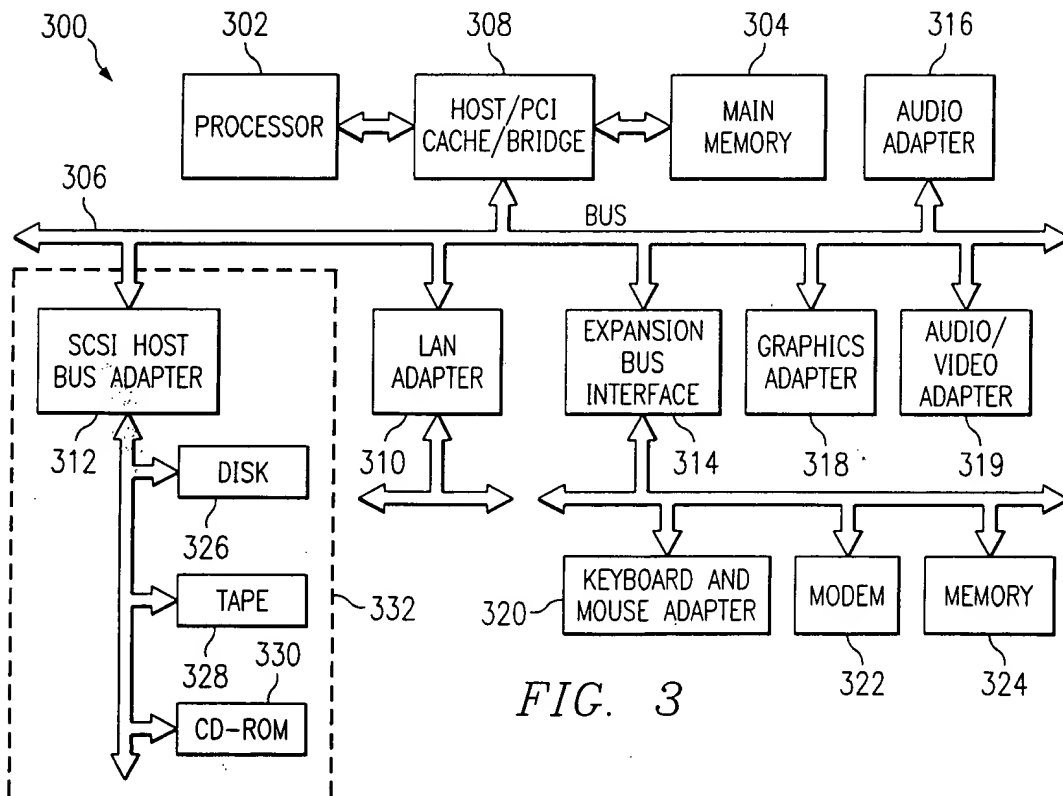 300
302
308
304
316
PROCESSOR
HOST/PCI
CACHE/BRIDGE
MAIN
MEMORY
AUDIO
ADAPTER
306
BUS
SCSI HOST
BUS ADAPTER
LAN
ADAPTER
EXPANSION
BUS
INTERFACE
GRAPHICS
ADAPTER
AUDIO/
VIDEO
ADAPTER
312
310
314
318
319
DISK
326
TAPE
328
332
330
CD-ROM
320
KEYBOARD AND
MOUSE ADAPTER
MODEM
MEMORY
322
324
FIG. 3